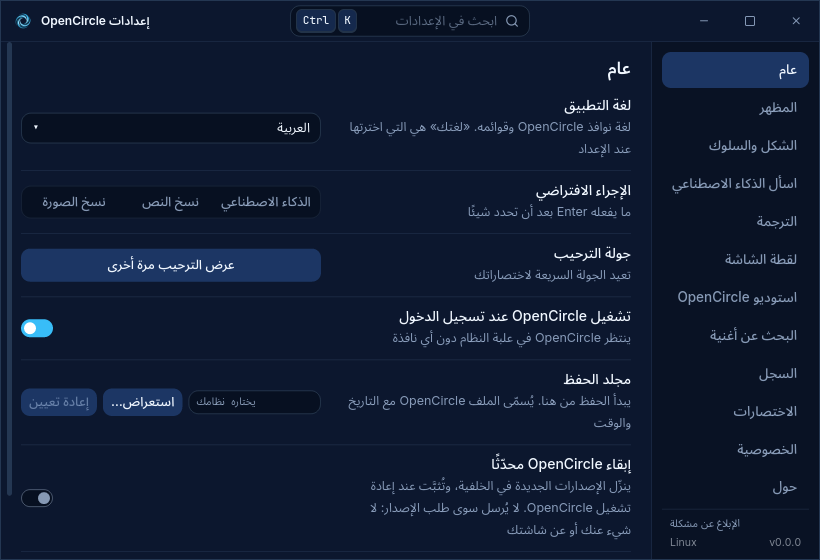 إعدادات OpenCircle
ابحث في الإعدادات
Ctrl K
عام
المظهر
الشكل والسلوك
اسأل الذكاء الاصطناعي
الترجمة
لقطة الشاشة
استوديو OpenCircle
البحث عن أغنية
السجل
الاختصارات
الخصوصية
حول
الإبلاغ عن مشكلة
v0.0.0
Linux
عام
لغة التطبيق
لغة نوافذ OpenCircle وقوائمه. «لغتك» هي التي اخترتها
عند الإعداد
العربية
الإجراء الافتراضي
ما يفعله Enter بعد أن تحدد شيئًا
الذكاء الاصطناعي
نسخ النص
نسخ الصورة
جولة الترحيب
تعيد الجولة السريعة لاختصاراتك
عرض الترحيب مرة أخرى
تشغيل OpenCircle عند تسجيل الدخول
ينتظر OpenCircle في علبة النظام دون أي نافذة
مجلد الحفظ
يبدأ الحفظ من هنا. يُسمّى الملف OpenCircle مع التاريخ
والوقت
يختاره نظامك
استعراض...
إعادة تعيين
إبقاء OpenCircle محدّثًا
ينزّل الإصدارات الجديدة في الخلفية، وتُثبَّت عند إعادة
تشغيل OpenCircle. لا يُرسل سوى طلب الإصدار: لا
شيء عنك أو عن شاشتك